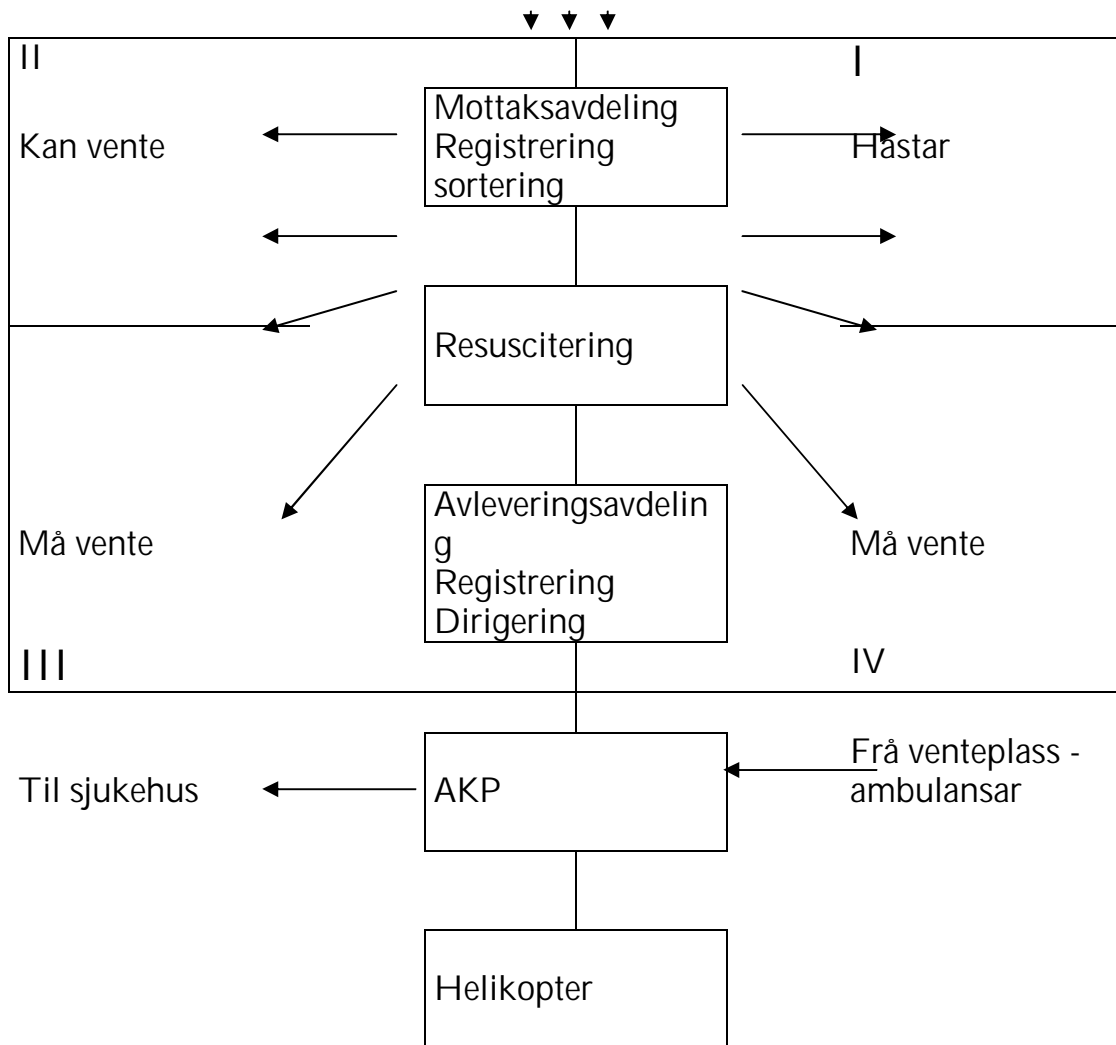 II
I
Mottaksavdeling
Kan vente
Registrering
Hastar
sortering
Resuscitering
Avleveringsavdelin
g
Må vente
Må vente
Registrering
Dirigering
III
IV
Frå venteplass -
Til sjukehus
AKP
ambulansar
Helikopter